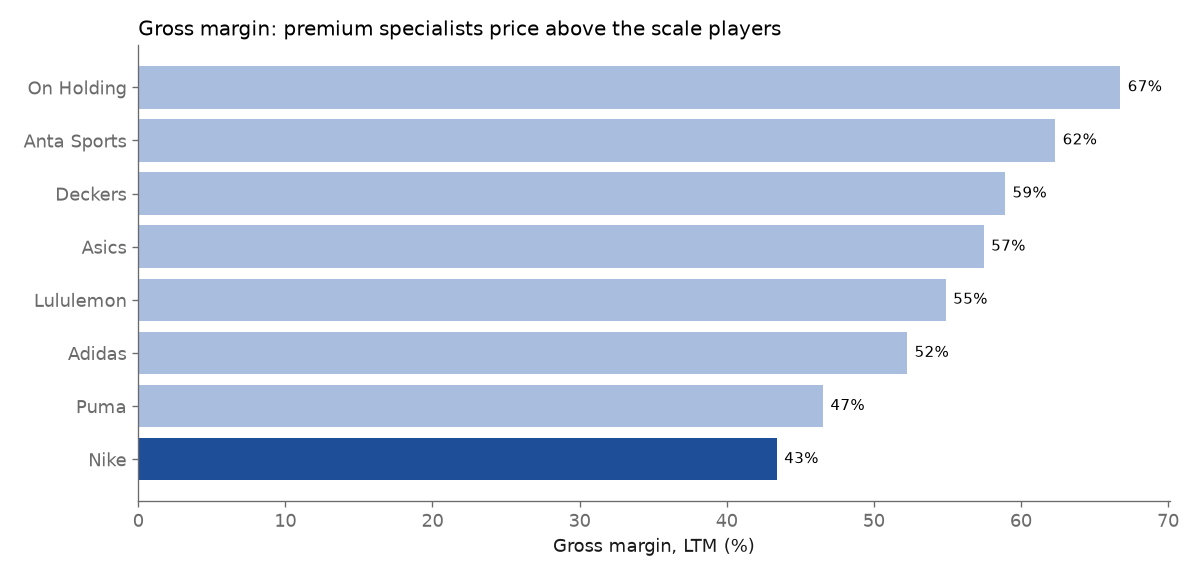 Gross margin: premium specialists price above the scale players
On Holding 67%
Anta Sports 62%
Deckers 59%
Asics 57%
Lululemon 55%
Adidas 52%
Puma 47%
Nike 43%
0 10 20 30 40 50 60 70
Gross margin, LTM (%)